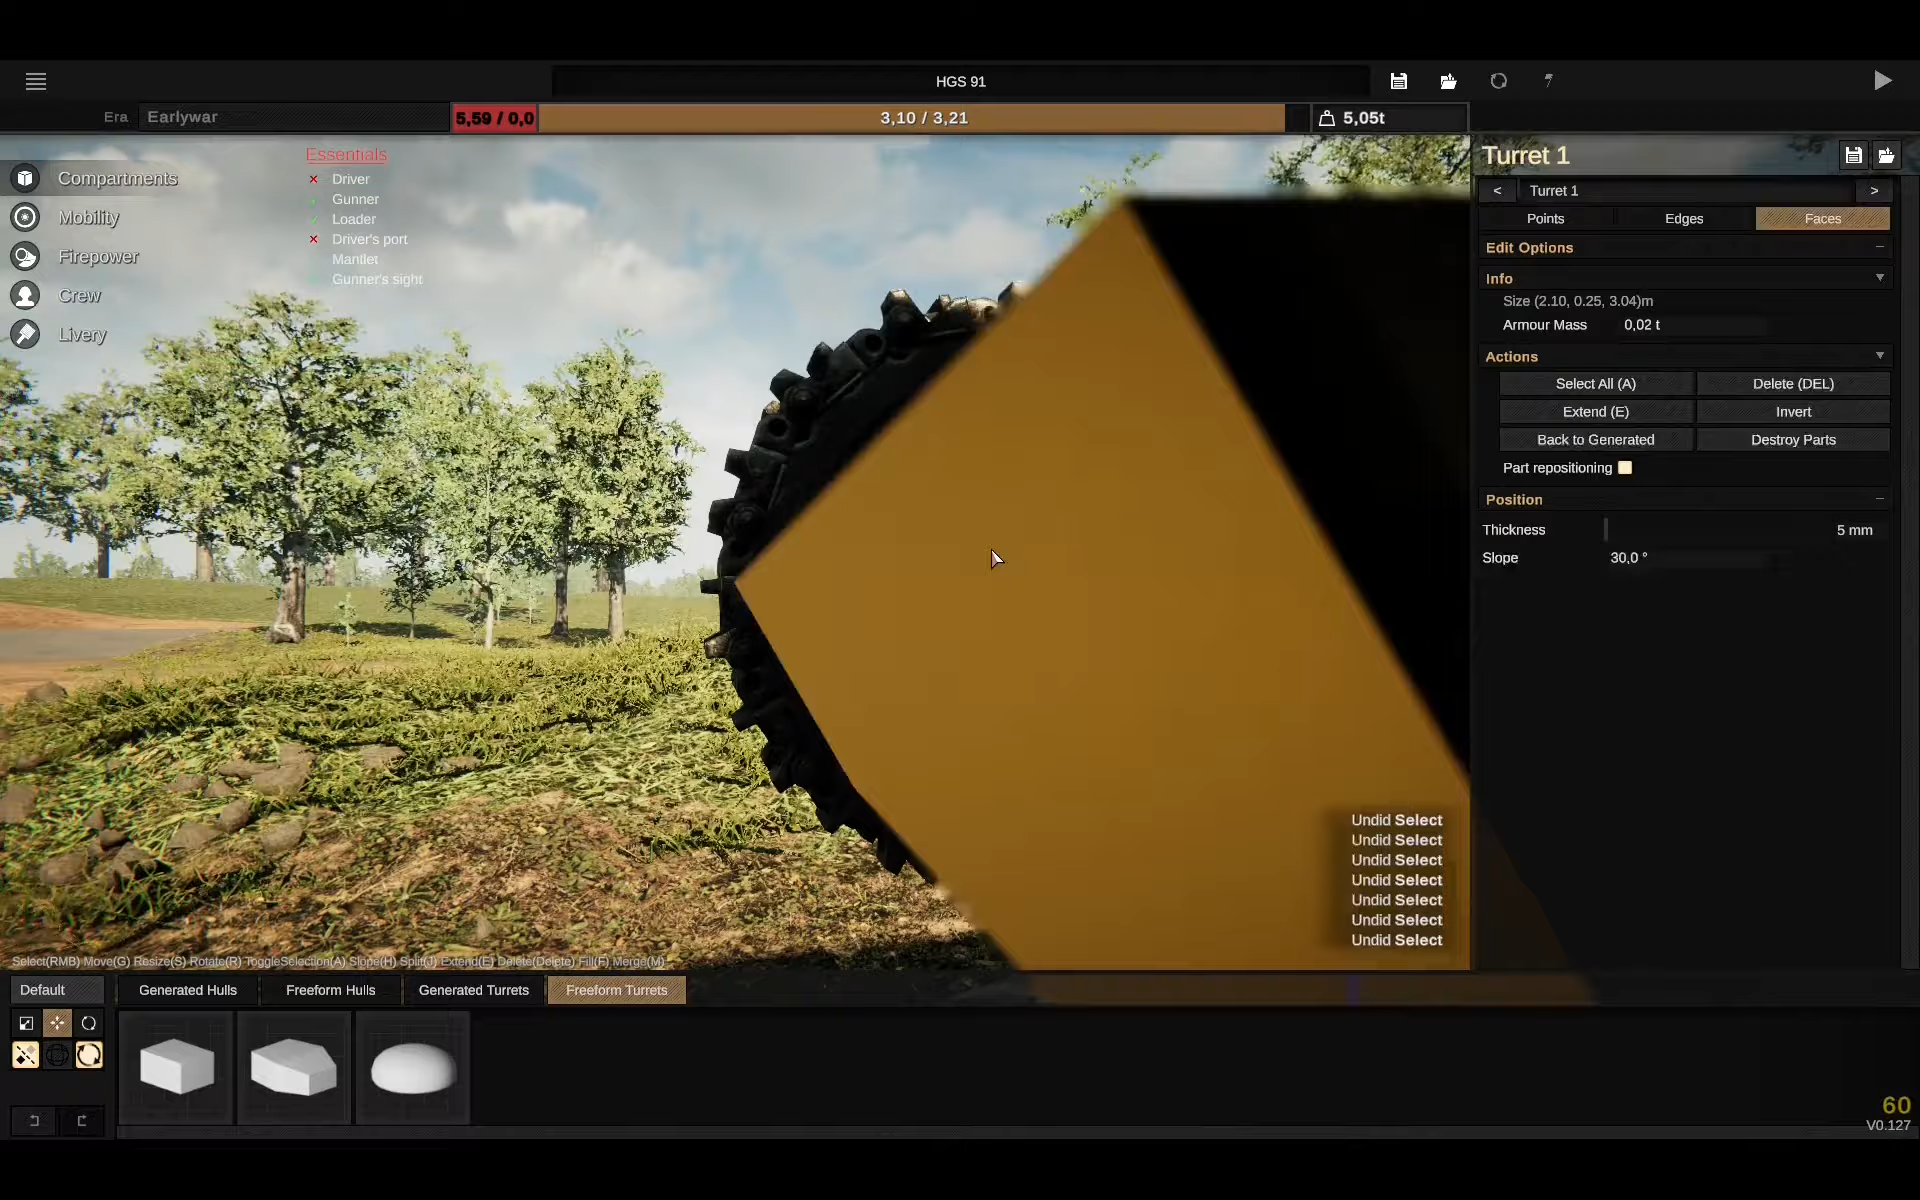 HGS 91
Era Earlywar
5,59 / 0,0
3,10 / 3,21
5,05t
Compartments
Mobility
Firepower
Crew
Livery
Essentials
Driver
Gunner
Loader
Driver's port
Mantlet
Gunner's sight
Turret 1
< Turret 1 >
Points Edges Faces
Edit Options
Info
Size (2.10, 0.25, 3.04)m
Armour Mass 0,02 t
Actions
Select All (A) Delete (DEL)
Extend (E) Invert
Back to Generated Destroy Parts
Part repositioning
Position
Thickness 5 mm
Slope 30,0 °
Undid Select
Undid Select
Undid Select
Undid Select
Undid Select
Undid Select
Undid Select
Select(RMB) Move(G) Resize(S) Rotate(R) ToggleSelection(A) Slope(H) Split(J) Extend(E) Delete(Delete) Fill(F) Merge(M)
Default Generated Hulls Freeform Hulls Generated Turrets Freeform Turrets
60
V0.127